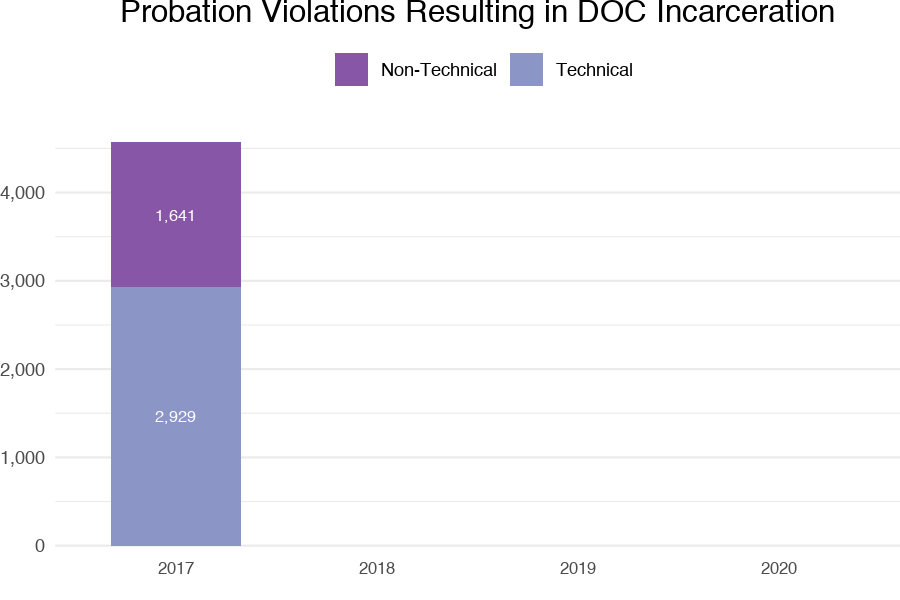 Probation Violations Resulting in DOC Incarceration
Non-Technical Technical
4,000
1,641
3,000
2,000
2,929
1,000
0
2017 2018 2019 2020